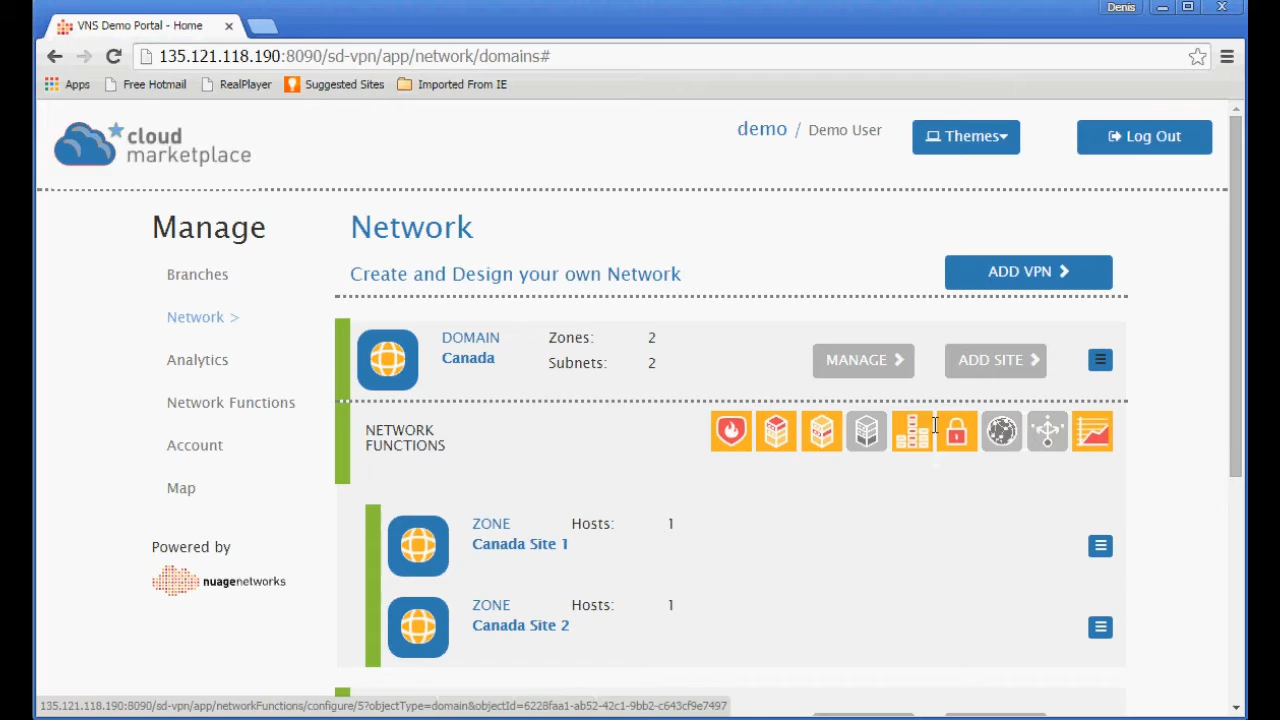 Denis
VNS Demo Portal - Home
135.121.118.190:8090/sd-vpn/app/network/domains#
Apps Free Hotmail RealPlayer Suggested Sites Imported From IE
cloud
marketplace
demo / Demo User
Themes
Log Out
Manage
Branches
Network >
Analytics
Network Functions
Account
Map
Powered by
nuagenetworks
Network
Create and Design your own Network
ADD VPN
DOMAIN
Canada
Zones: 2
Subnets: 2
MANAGE
ADD SITE
NETWORK
FUNCTIONS
ZONE
Canada Site 1
Hosts: 1
ZONE
Canada Site 2
Hosts: 1
135.121.118.190:8090/sd-vpn/app/networkFunctions/configure/5?objectType=domain&objectId=6228faa1-ab52-42c1-9bb2-c643cf9e7497